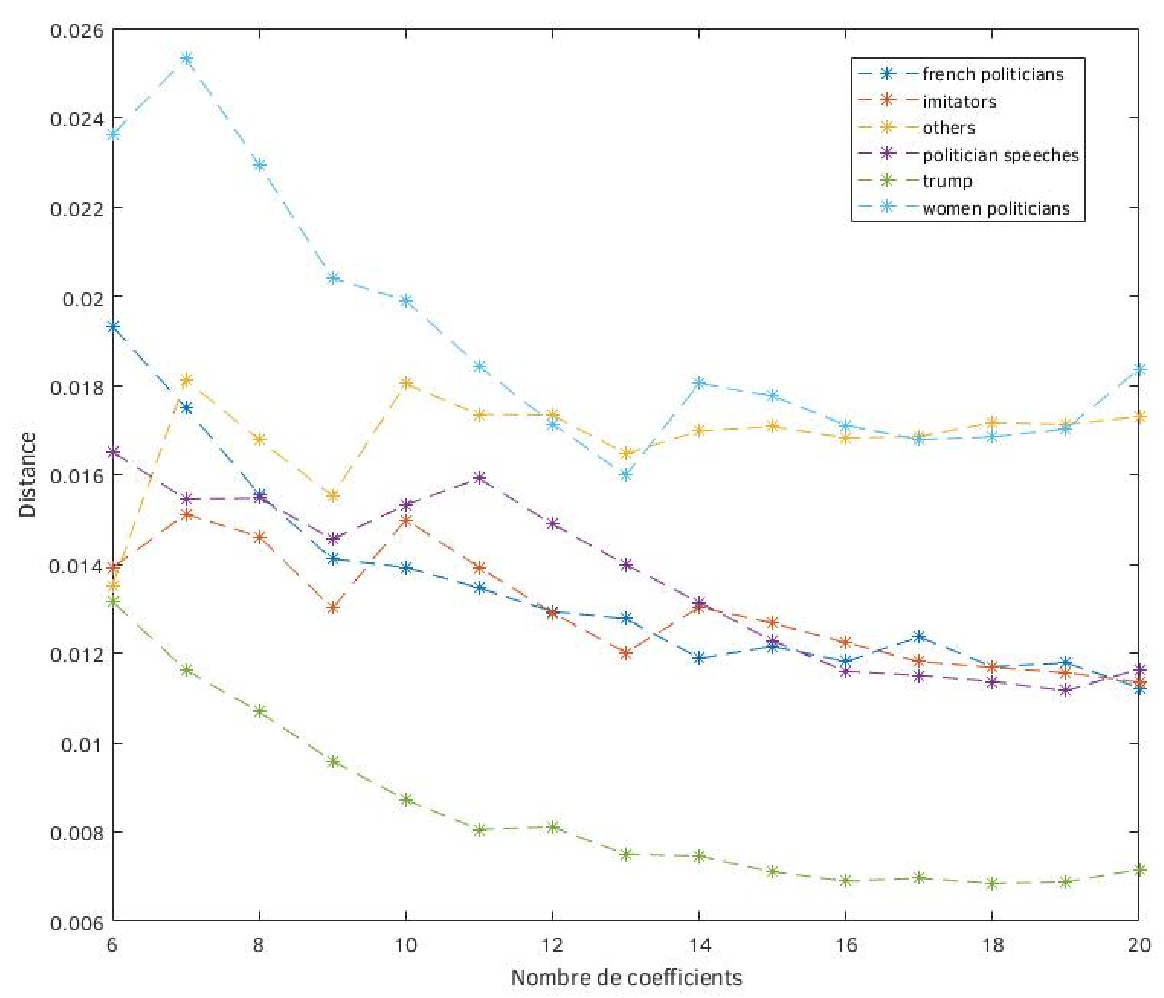 0.026
0.024
0.022
0.02
0.018
0.016
0.014
0.012
0.01
0.008
0.006
Distance
french politicians
imitators
others
politician speeches
trump
women politicians
6 8 10 12 14 16 18 20
Nombre de coefficients